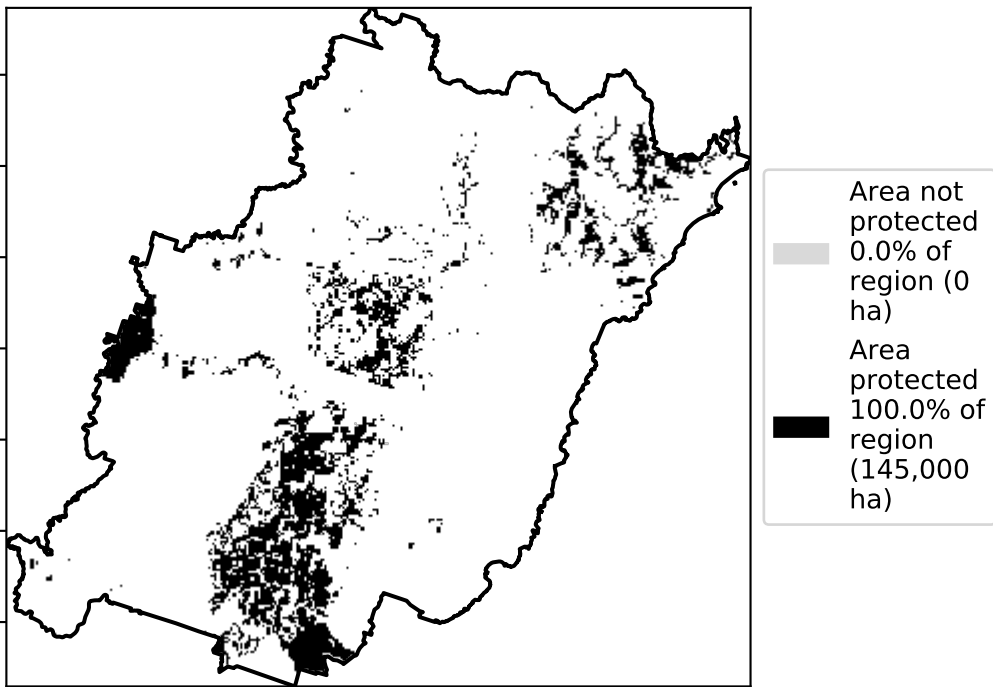 Area not
protected
0.0% of
region (0
ha)
Area
protected
100.0% of
region
(145,000
ha)